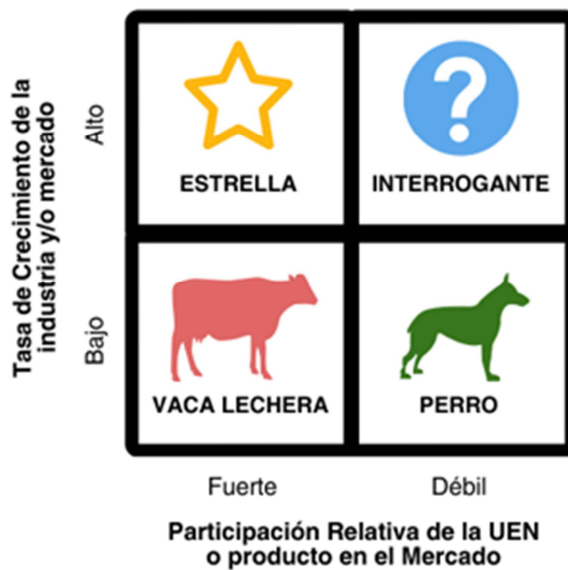 Tasa de Crecimiento de la
industria y/o mercado
Alto
ESTRELLA
?
INTERROGANTE
Bajo
VACA LECHERA
PERRO
Fuerte
Débil
Participación Relativa de la UEN
o producto en el Mercado